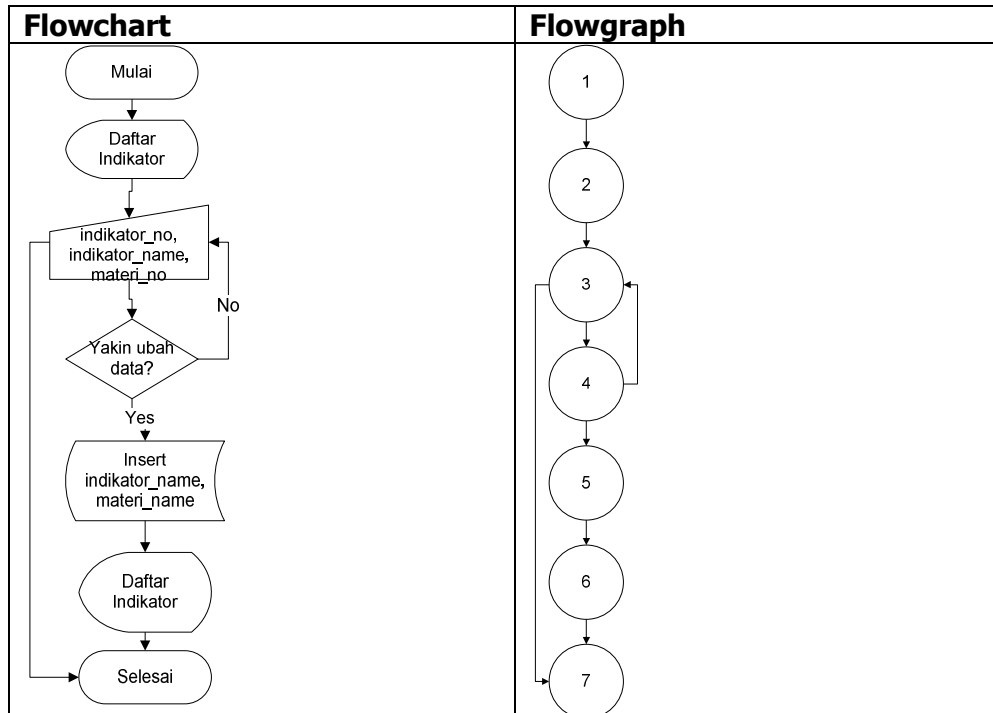 Flowchart
Flowgraph
Mulai
Daftar
Indikator
indikator_no,
indikator_name,
materi_no
No
Yakin ubah
data?
Yes
Insert
indikator_name,
materi_name
Daftar
Indikator
Selesai
1
2
3
4
5
6
7